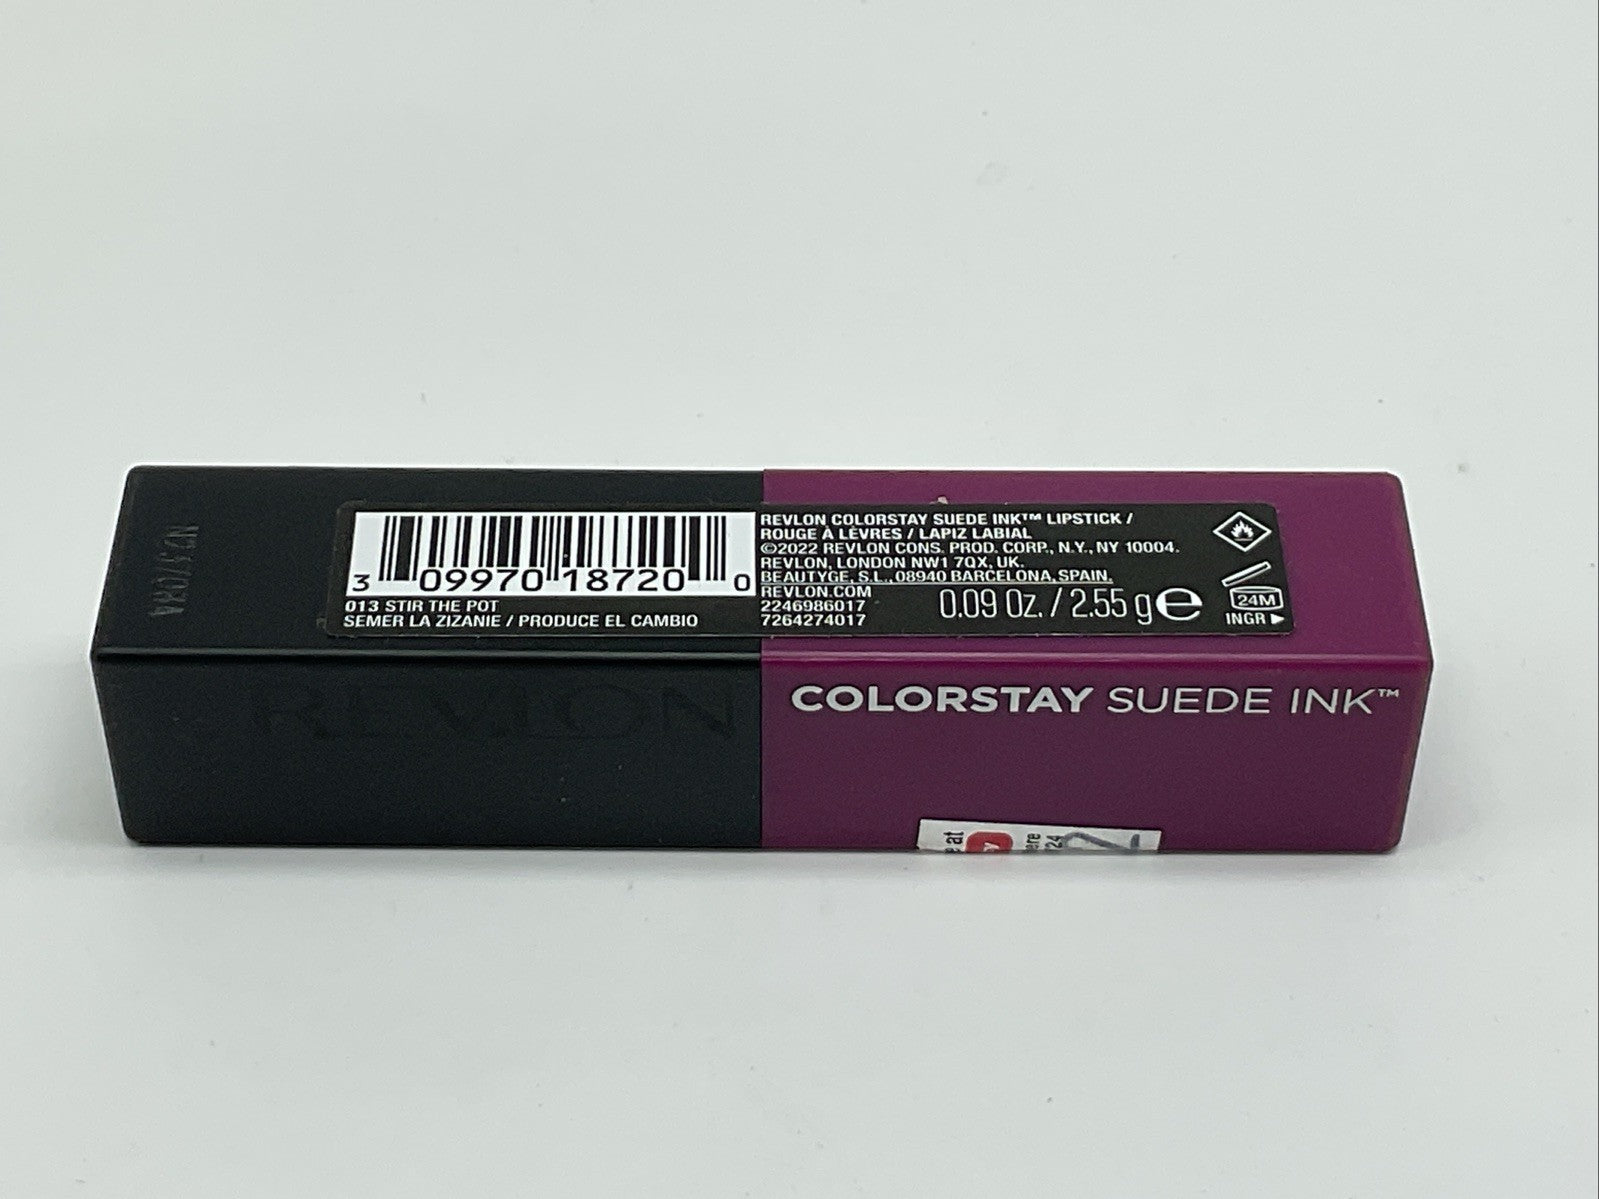 3 09970 18720 0
013 STIR THE POT
SEMER LA ZIZANIE / PRODUCE EL CAMBIO
REVLON COLORSTAY SUEDE INK™ LIPSTICK /
ROUGE À LÈVRES / LAPIZ LABIAL
©2022 REVLON CONS. PROD. CORP., N.Y., NY 10004.
REVLON, LONDON NW1 7QX, UK.
BEAUTYGE, S.L., 08940 BARCELONA, SPAIN.
REVLON.COM
2246986017
7264274017
0.09 Oz. / 2.55 g e
24M
INGR ▶
REVLON
COLORSTAY SUEDE INK™